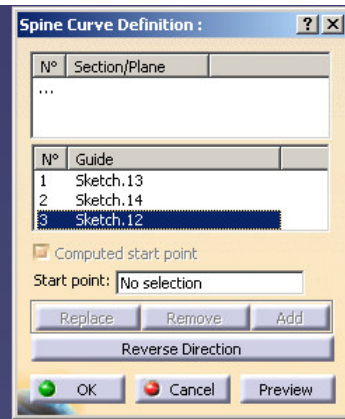 Spine Curve Definition : ? X
N° Section/Plane
...
N° Guide
1 Sketch.13
2 Sketch.14
3 Sketch.12
Computed start point
Start point: No selection
Replace Remove Add
Reverse Direction
OK Cancel Preview